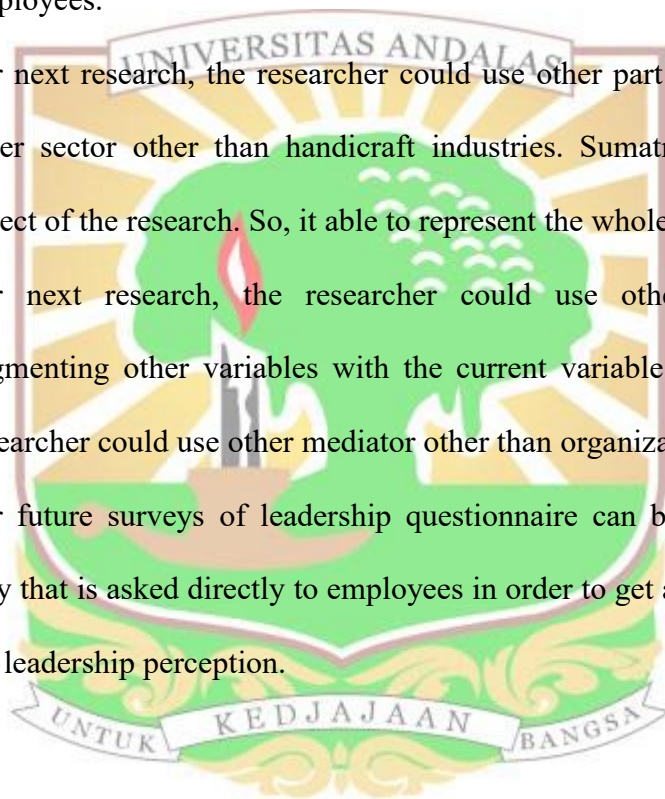 ployees.
UNIVERSITAS ANDALAS
r next research, the researcher could use other part
er sector other than handicraft industries. Sumatr
ect of the research. So, it able to represent the whole
r next research, the researcher could use othe
gmenting other variables with the current variable
earcher could use other mediator other than organiza
r future surveys of leadership questionnaire can b
y that is asked directly to employees in order to get a
leadership perception.
UNTUK KEDJAJAAN BANGSA